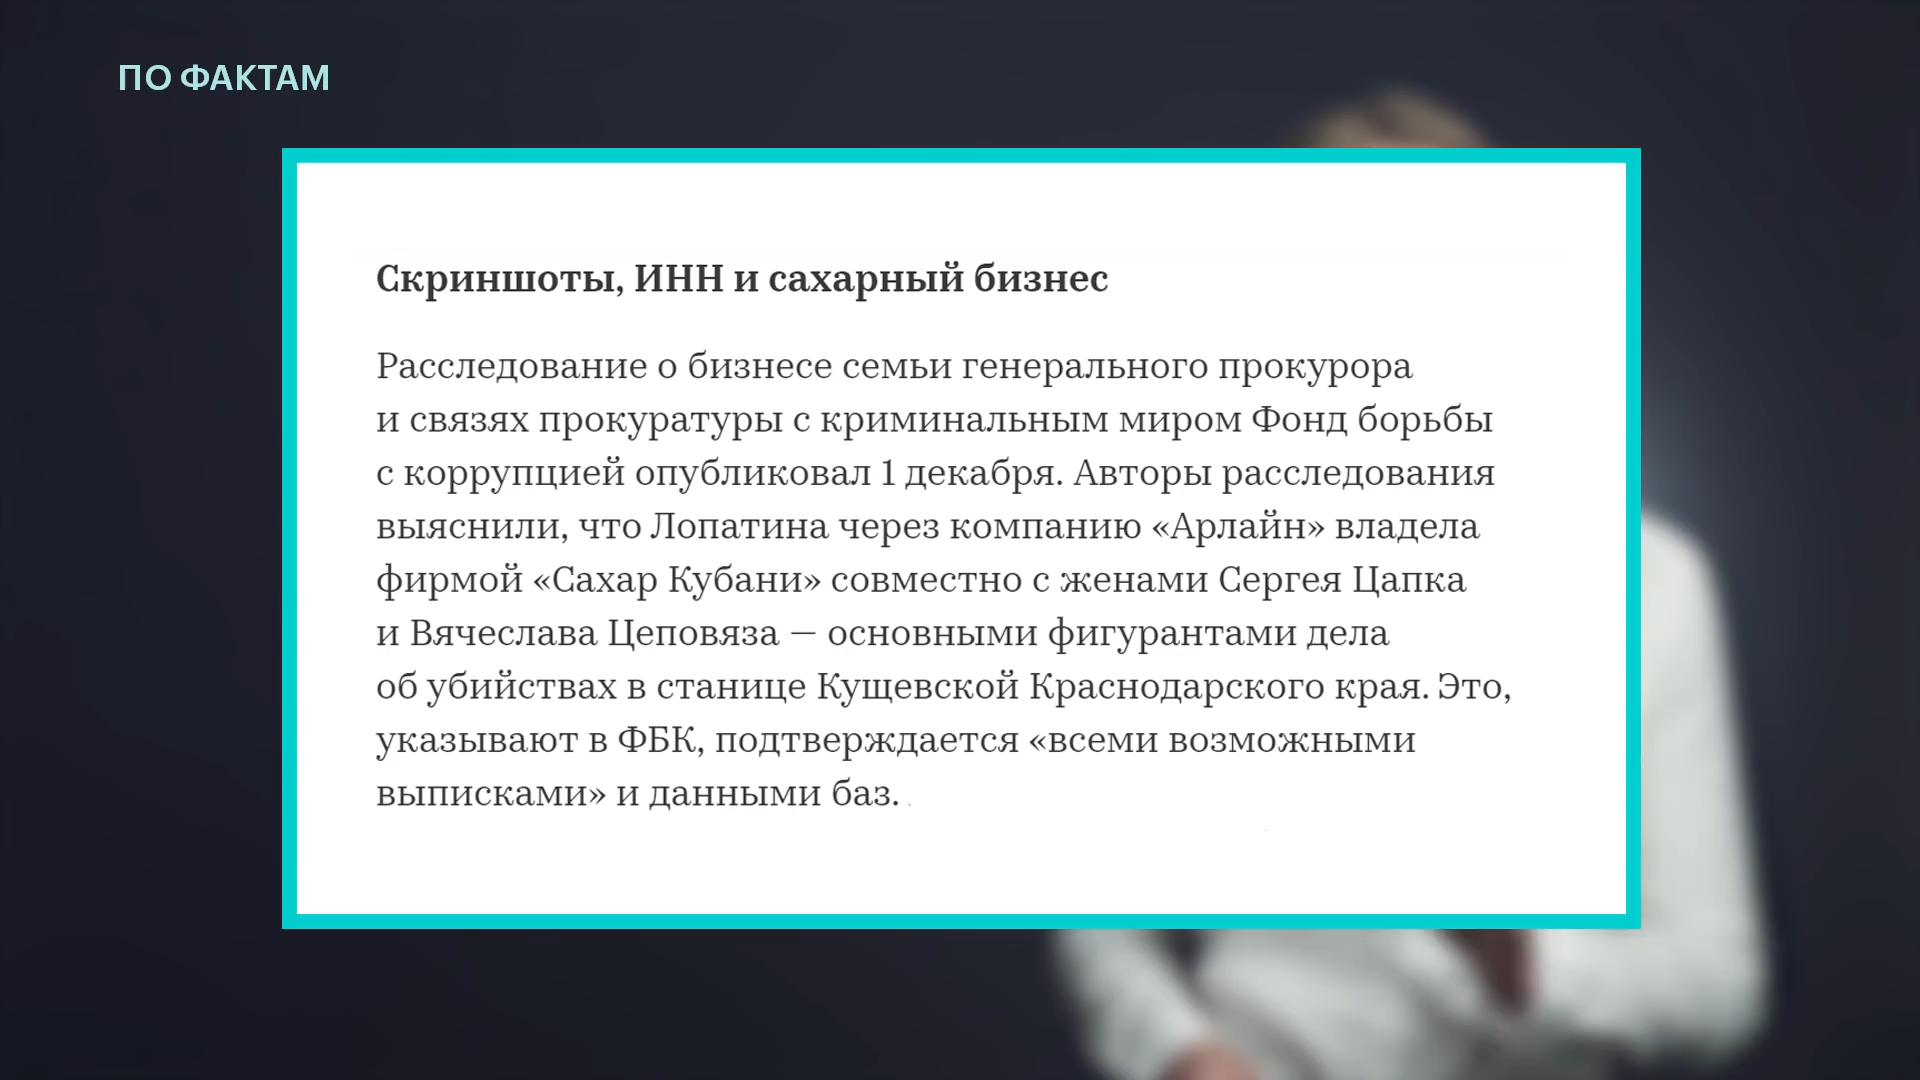 ПО ФАКТАМ
Скриншоты, ИНН и сахарный бизнес
Расследование о бизнесе семьи генерального прокурора
и связях прокуратуры с криминальным миром Фонд борьбы
с коррупцией опубликовал 1 декабря. Авторы расследования
выяснили, что Лопатина через компанию «Арлайн» владела
фирмой «Сахар Кубани» совместно с женами Сергея Цапка
и Вячеслава Цеповяза — основными фигурантами дела
об убийствах в станице Кущевской Краснодарского края. Это,
указывают в ФБК, подтверждается «всеми возможными
выписками» и данными баз.